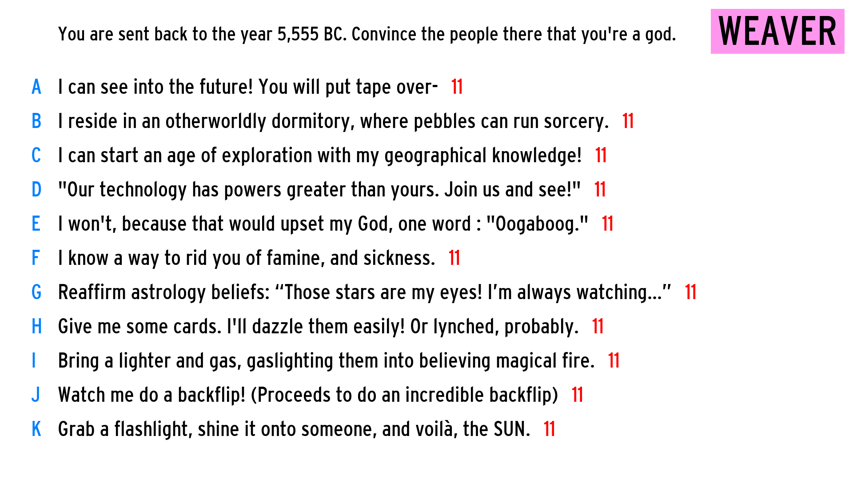 You are sent back to the year 5,555 BC. Convince the people there that you're a god.
WEAVER
A I can see into the future! You will put tape over- 11
B I reside in an otherworldly dormitory, where pebbles can run sorcery. 11
C I can start an age of exploration with my geographical knowledge! 11
D "Our technology has powers greater than yours. Join us and see!" 11
E I won't, because that would upset my God, one word : "Oogaboog." 11
F I know a way to rid you of famine, and sickness. 11
G Reaffirm astrology beliefs: “Those stars are my eyes! I’m always watching...” 11
H Give me some cards. I'll dazzle them easily! Or lynched, probably. 11
I Bring a lighter and gas, gaslighting them into believing magical fire. 11
J Watch me do a backflip! (Proceeds to do an incredible backflip) 11
K Grab a flashlight, shine it onto someone, and voilà, the SUN. 11